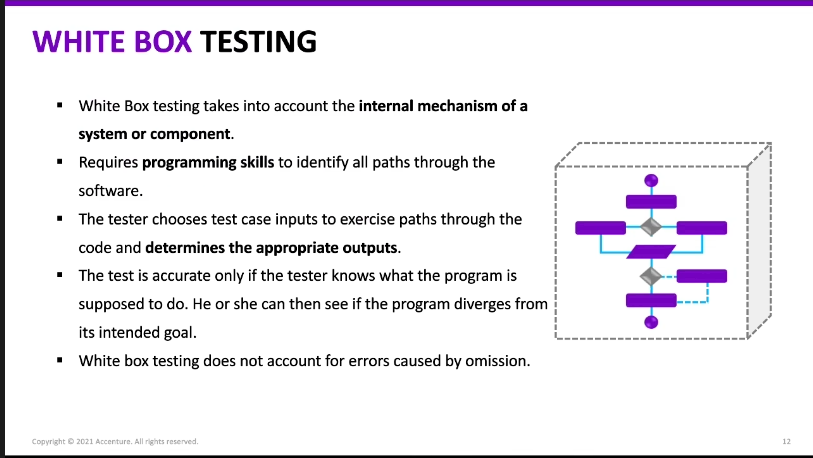 WHITE BOX TESTING
▪ White Box testing takes into account the internal mechanism of a
system or component.
▪ Requires programming skills to identify all paths through the
software.
▪ The tester chooses test case inputs to exercise paths through the
code and determines the appropriate outputs.
▪ The test is accurate only if the tester knows what the program is
supposed to do. He or she can then see if the program diverges from
its intended goal.
▪ White box testing does not account for errors caused by omission.
Copyright © 2021 Accenture. All rights reserved.
12